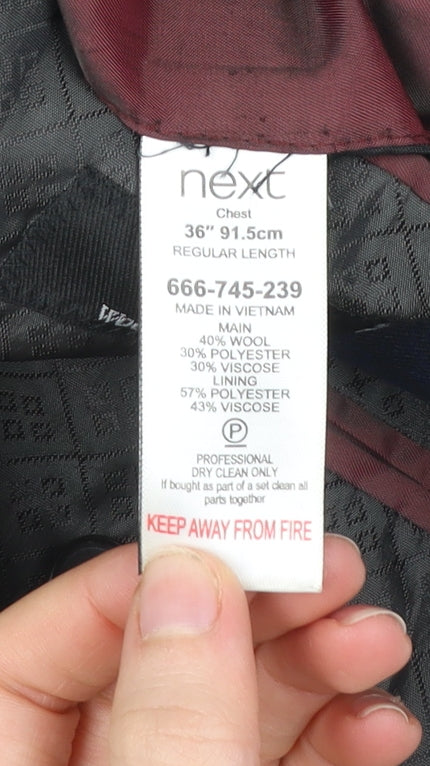 next
Chest
36" 91.5cm
REGULAR LENGTH
666-745-239
MADE IN VIETNAM
MAIN
40% WOOL
30% POLYESTER
30% VISCOSE
LINING
57% POLYESTER
43% VISCOSE
P
PROFESSIONAL
DRY CLEAN ONLY
If bought as part of a set clean all
parts together
KEEP AWAY FROM FIRE